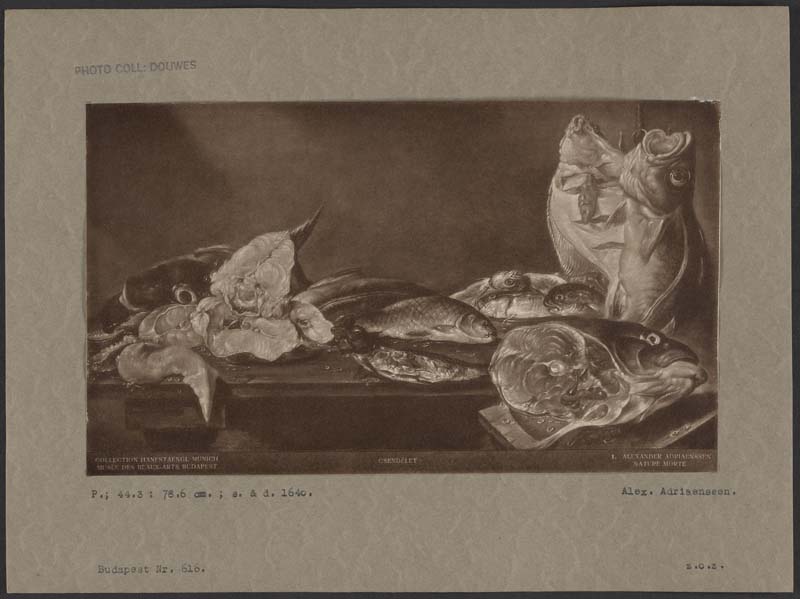 PHOTO COLL: DOUWES
COLLECTION HANFSTAENGL MUNICH
MUSÉE DES BEAUX-ARTS BUDAPEST
CSENDÉLET
1. ALEXANDER ADRIAENSSEN
NATURE MORTE
P.; 44.3 : 78.6 cm. ; s. & d. 1640.
Alex. Adriaenseen.
Budapest Nr. 616.
z.o.z.